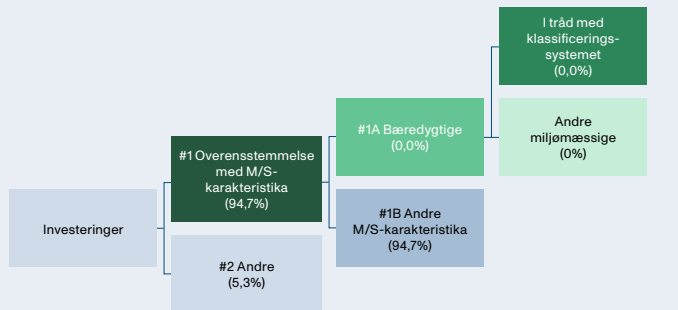 Investeringer
#1 Overensstemmelse
med M/S-
karakteristika
(94,7%)
#2 Andre
(5,3%)
#1A Bæredygtige
(0,0%)
#1B Andre
M/S-karakteristika
(94,7%)
I tråd med
klassificerings-
systemet
(0,0%)
Andre
miljømæssige
(0%)